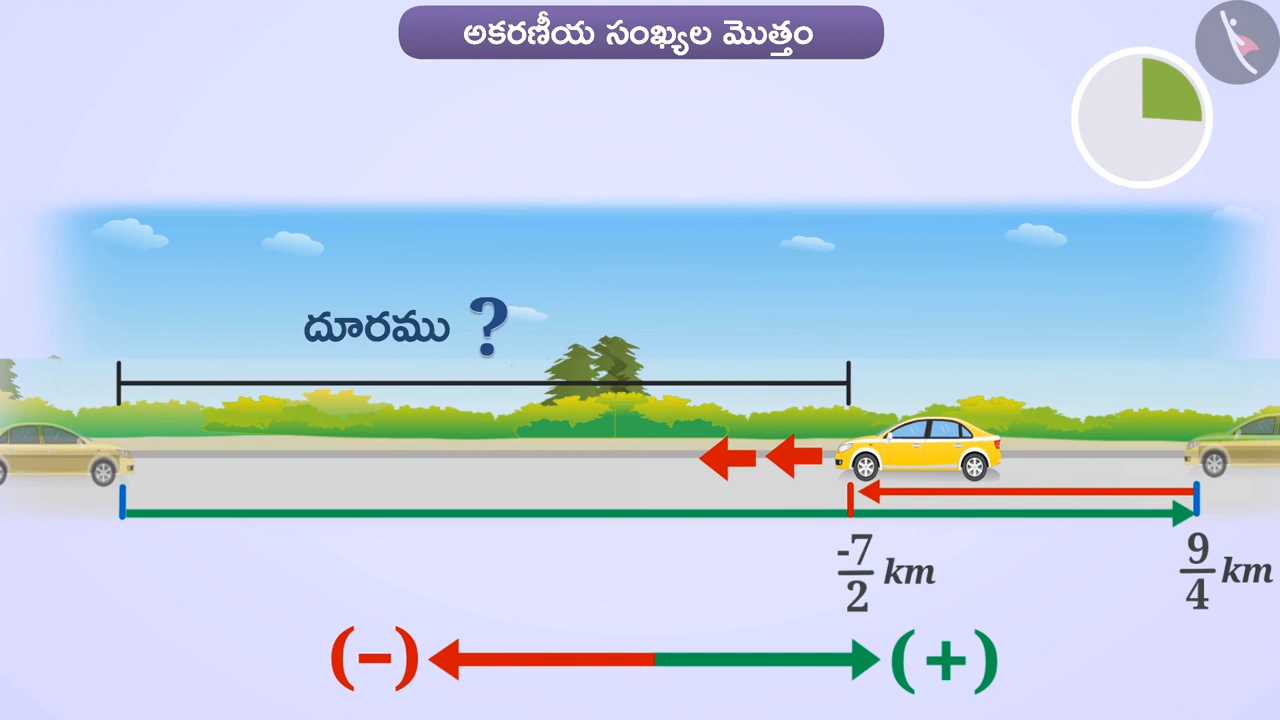 అకరణీయ సంఖ్యల మొత్తం
దూరము ?
-7/2 km
9/4 km
(−) (+)